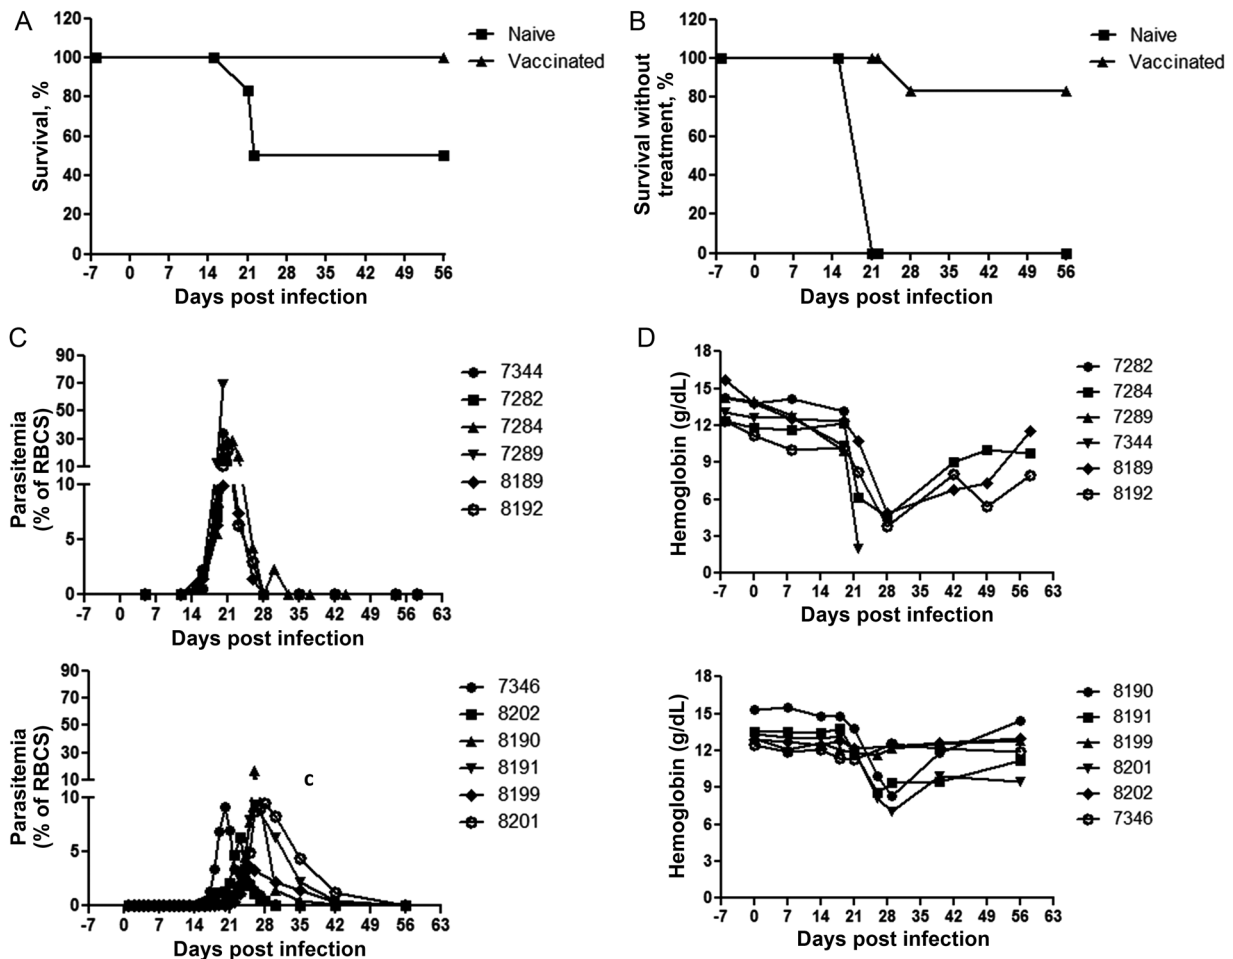 A
120
100
80
60
40
20
0
Survival, %
-7 0 7 14 21 28 35 42 49 56
Days post infection
Naive
Vaccinated
B
120
100
80
60
40
20
0
Survival without
treatment, %
-7 0 7 14 21 28 35 42 49 56
Days post infection
Naive
Vaccinated
C
90
70
50
30
10
10
5
0
Parasitemia
(% of RBCS)
-7 0 7 14 21 28 35 42 49 56 63
Days post infection
7344
7282
7284
7289
8189
8192
D
18
15
12
9
6
3
0
Hemoglobin (g/dL)
-7 0 7 14 21 28 35 42 49 56 63
Days post infection
7282
7284
7289
7344
8189
8192
90
70
50
30
10
10
5
0
Parasitemia
(% of RBCS)
c
-7 0 7 14 21 28 35 42 49 56 63
Days post infection
7346
8202
8190
8191
8199
8201
18
15
12
9
6
3
0
Hemoglobin (g/dL)
-7 0 7 14 21 28 35 42 49 56 63
Days post infection
8190
8191
8199
8201
8202
7346